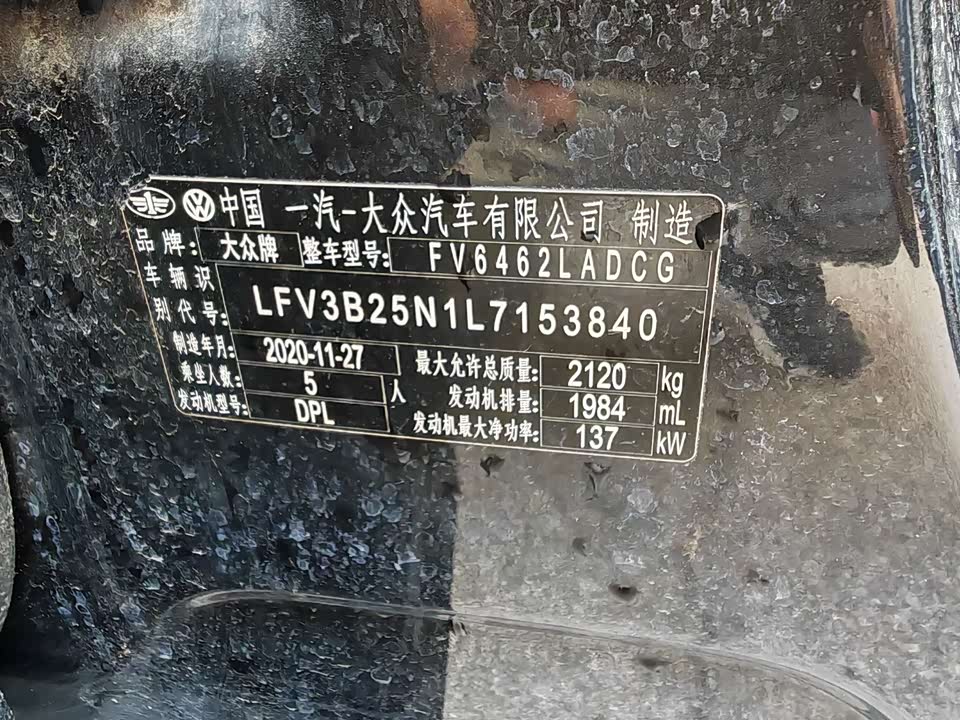 中国 一汽-大众汽车有限公司 制造
品牌: 大众牌 整车型号: FV6462LADCG
车辆识别代号: LFV3B25N1L7153840
制造年月: 2020-11-27 最大允许总质量: 2120 kg
乘坐人数: 5 人 发动机排量: 1984 mL
发动机型号: DPL 发动机最大净功率: 137 kW